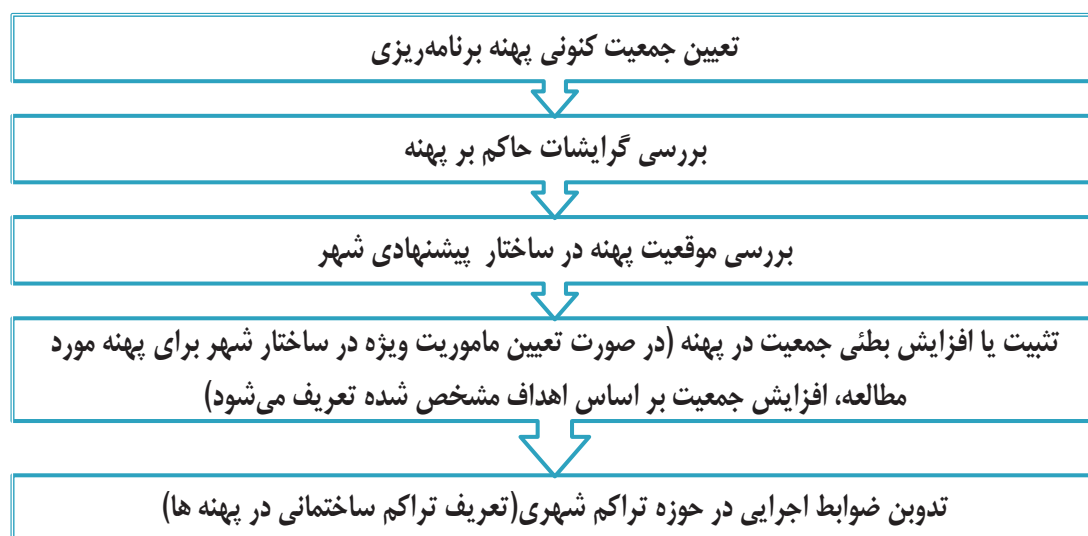 تعیین جمعیت کنونی پهنه برنامه‌ریزی
بررسی گرایشات حاکم بر پهنه
بررسی موقعیت پهنه در ساختار پیشنهادی شهر
تثبیت یا افزایش بطئی جمعیت در پهنه (در صورت تعیین ماموریت ویژه در ساختار شهر برای پهنه مورد
مطالعه، افزایش جمعیت بر اساس اهداف مشخص شده تعریف می‌شود)
تدوبن ضوابط اجرایی در حوزه تراکم شهری(تعریف تراکم ساختمانی در پهنه ها)